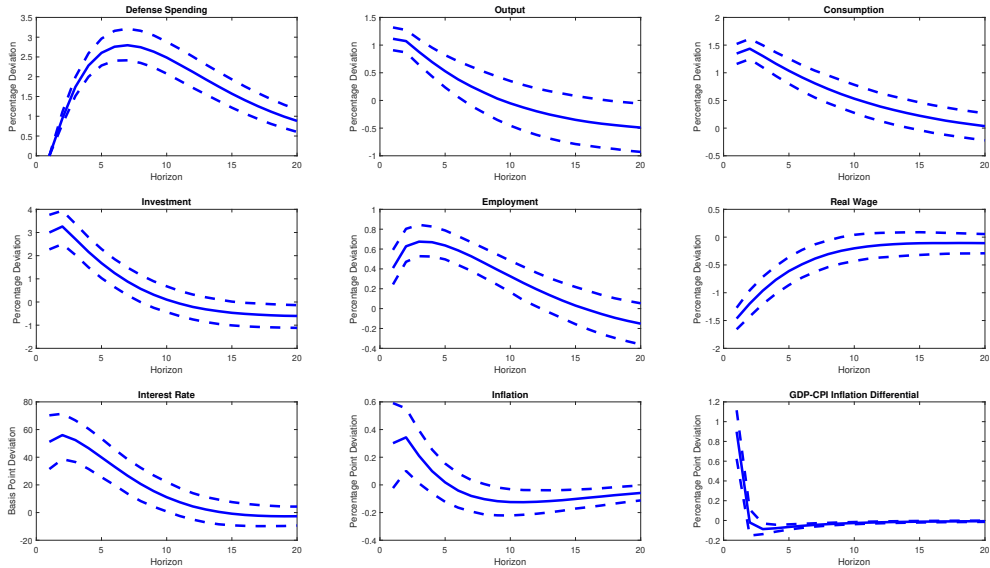 Defense Spending
Percentage Deviation
3.5
3
2.5
2
1.5
1
0.5
0
0 5 10 15 20
Horizon
Output
Percentage Deviation
1.5
1
0.5
0
-0.5
-1
0 5 10 15 20
Horizon
Consumption
Percentage Deviation
2
1.5
1
0.5
0
-0.5
0 5 10 15 20
Horizon
Investment
Percentage Deviation
4
3
2
1
0
-1
-2
0 5 10 15 20
Horizon
Employment
Percentage Deviation
1
0.8
0.6
0.4
0.2
0
-0.2
-0.4
0 5 10 15 20
Horizon
Real Wage
Percentage Deviation
0.5
0
-0.5
-1
-1.5
-2
0 5 10 15 20
Horizon
Interest Rate
Basis Point Deviation
80
60
40
20
0
-20
0 5 10 15 20
Horizon
Inflation
Percentage Point Deviation
0.6
0.4
0.2
0
-0.2
-0.4
0 5 10 15 20
Horizon
GDP-CPI Inflation Differential
Percentage Point Deviation
1.2
1
0.8
0.6
0.4
0.2
0
-0.2
0 5 10 15 20
Horizon